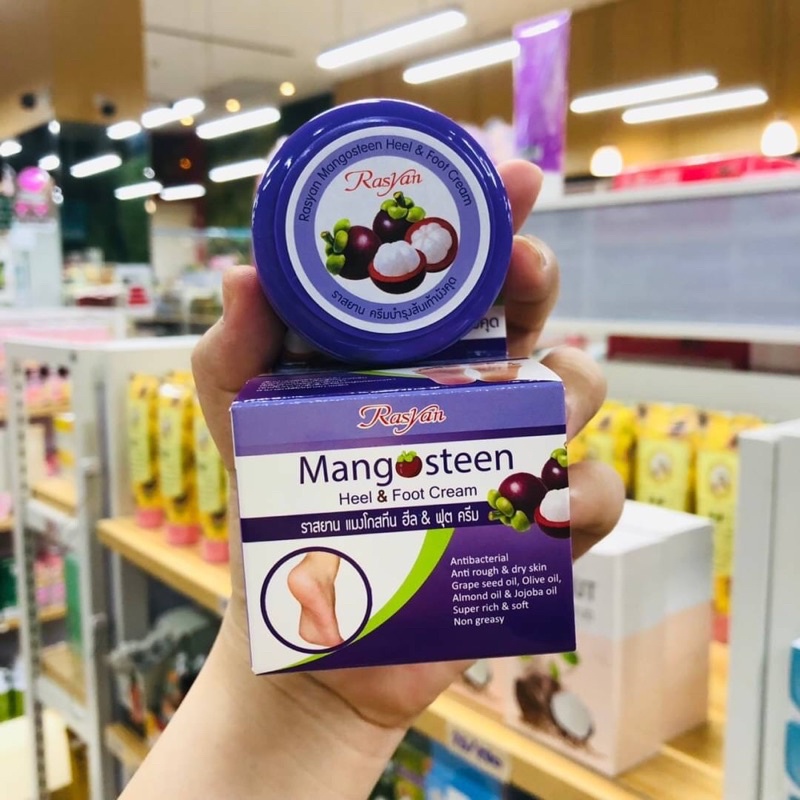 Rasyan Mangosteen Heel & Foot Cream
Rasyan
ราสยาน ครีมบำรุงส้นเท้ามังคุด
Rasyan
Mangosteen
Heel & Foot Cream
ราสยาน แมงโกสทีน ฮีล & ฟุต ครีม
Antibacterial
Anti rough & dry skin
Grape seed oil, Olive oil,
Almond oil & Jojoba oil
Super rich & soft
Non greasy